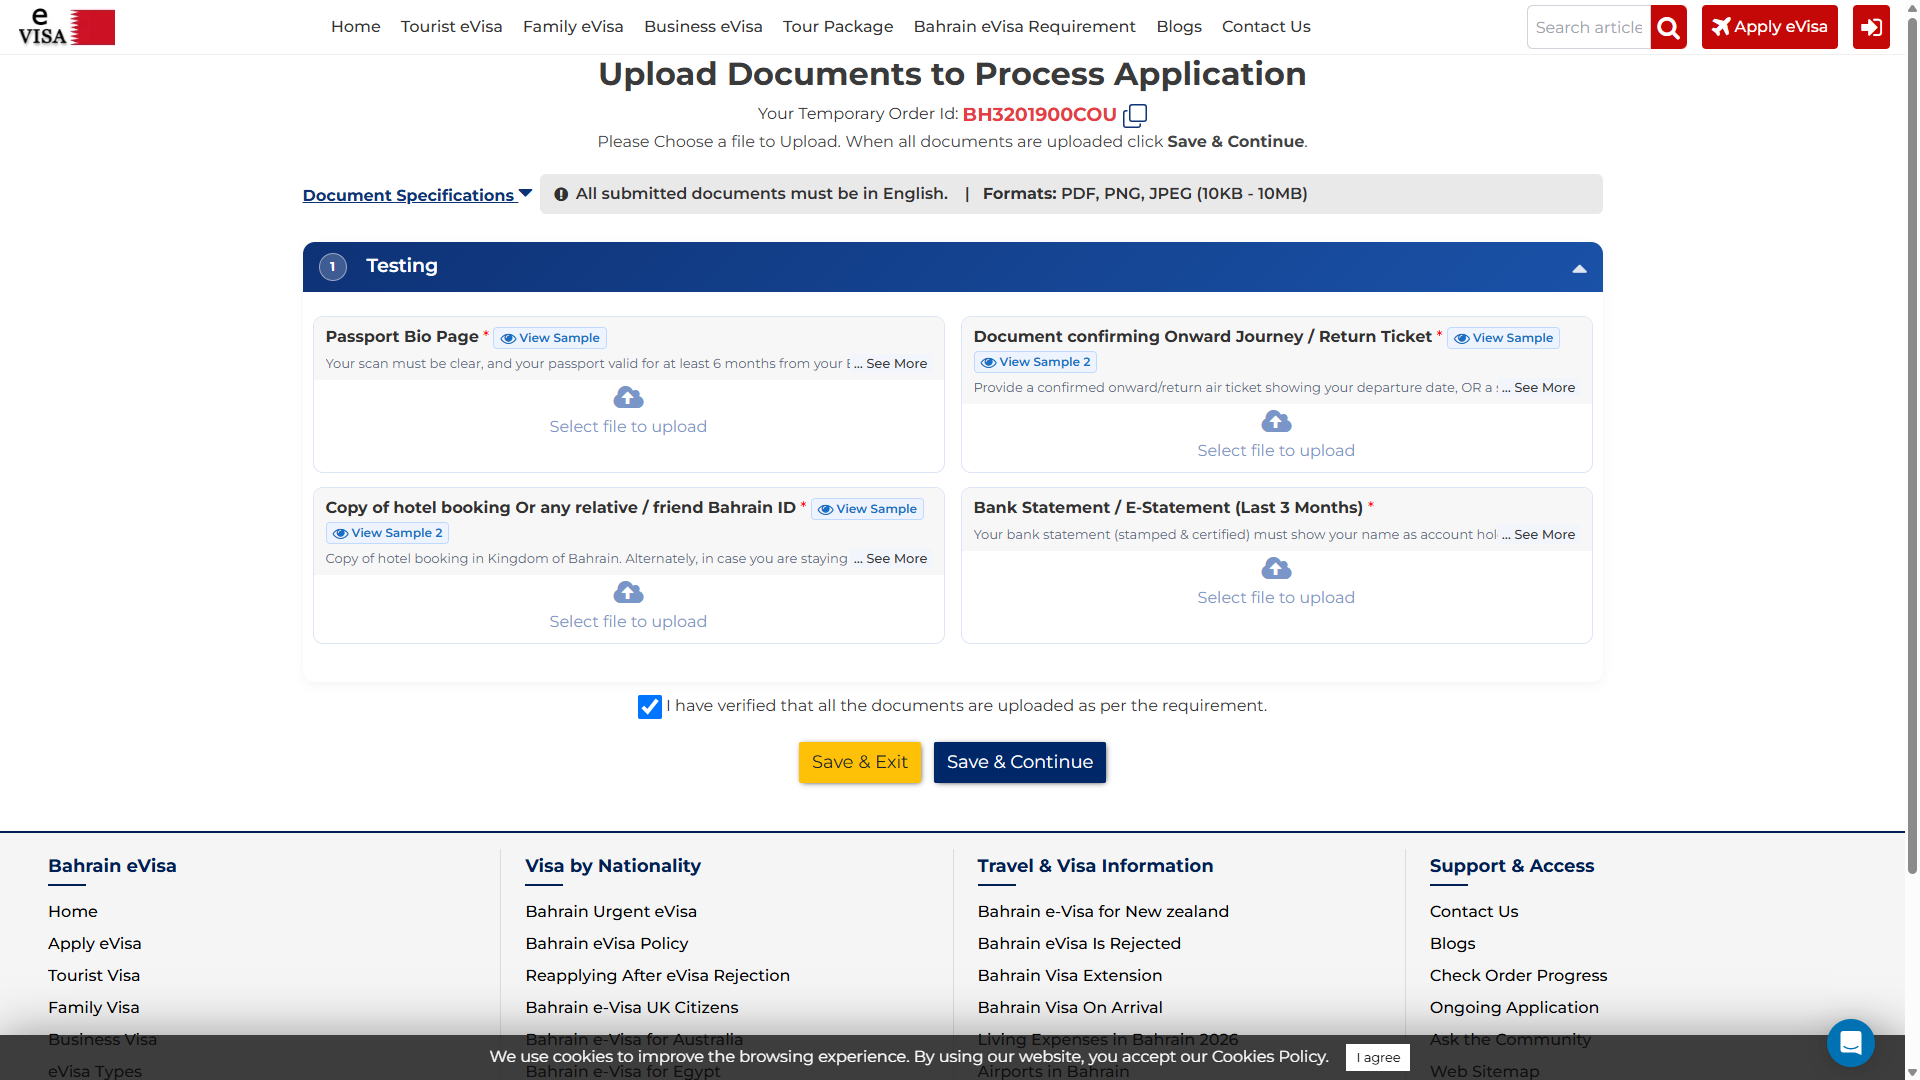 e
VISA
Home
Tourist eVisa
Family eVisa
Business eVisa
Tour Package
Bahrain eVisa Requirement
Blogs
Contact Us
Search article
Apply eVisa
Upload Documents to Process Application
Your Temporary Order Id: BH3201900COU
Please Choose a file to Upload. When all documents are uploaded click Save & Continue.
Document Specifications
All submitted documents must be in English. | Formats: PDF, PNG, JPEG (10KB - 10MB)
1 Testing
Passport Bio Page * View Sample
Your scan must be clear, and your passport valid for at least 6 months from your ... See More
Select file to upload
Document confirming Onward Journey / Return Ticket * View Sample
View Sample 2
Provide a confirmed onward/return air ticket showing your departure date, OR a ... See More
Select file to upload
Copy of hotel booking Or any relative / friend Bahrain ID * View Sample
View Sample 2
Copy of hotel booking in Kingdom of Bahrain. Alternately, in case you are staying ... See More
Select file to upload
Bank Statement / E-Statement (Last 3 Months) *
Your bank statement (stamped & certified) must show your name as account hol ... See More
Select file to upload
I have verified that all the documents are uploaded as per the requirement.
Save & Exit
Save & Continue
Bahrain eVisa
Home
Apply eVisa
Tourist Visa
Family Visa
Business Visa
eVisa Types
Visa by Nationality
Bahrain Urgent eVisa
Bahrain eVisa Policy
Reapplying After eVisa Rejection
Bahrain e-Visa UK Citizens
Bahrain e-Visa for Australia
Bahrain e-Visa for Egypt
Travel & Visa Information
Bahrain e-Visa for New zealand
Bahrain eVisa Is Rejected
Bahrain Visa Extension
Bahrain Visa On Arrival
Living Expenses in Bahrain 2026
Airports in Bahrain
Support & Access
Contact Us
Blogs
Check Order Progress
Ongoing Application
Ask the Community
Web Sitemap
We use cookies to improve the browsing experience. By using our website, you accept our Cookies Policy.
I agree